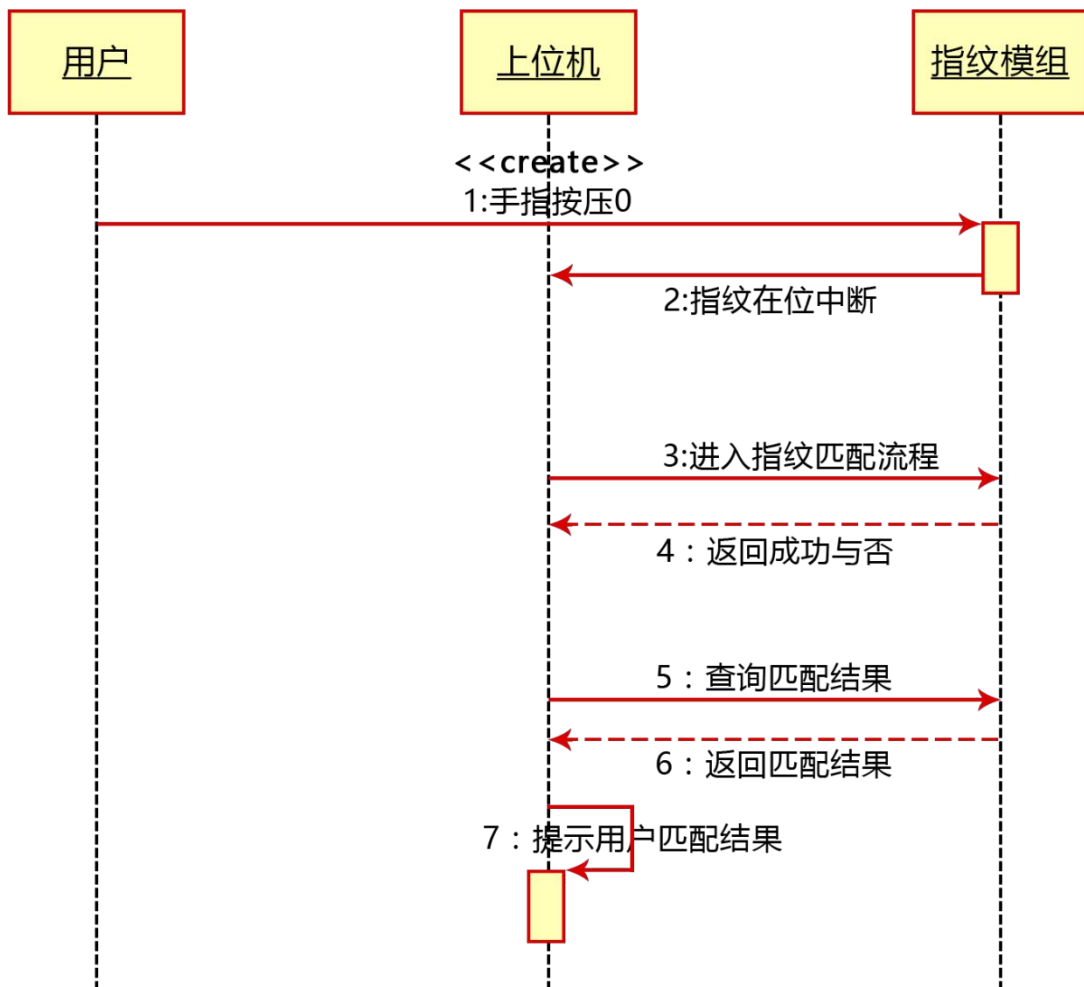 用户
上位机
指纹模组
<<create>>
1:手指按压0
2:指纹在位中断
3:进入指纹匹配流程
4：返回成功与否
5：查询匹配结果
6：返回匹配结果
7：提示用户匹配结果